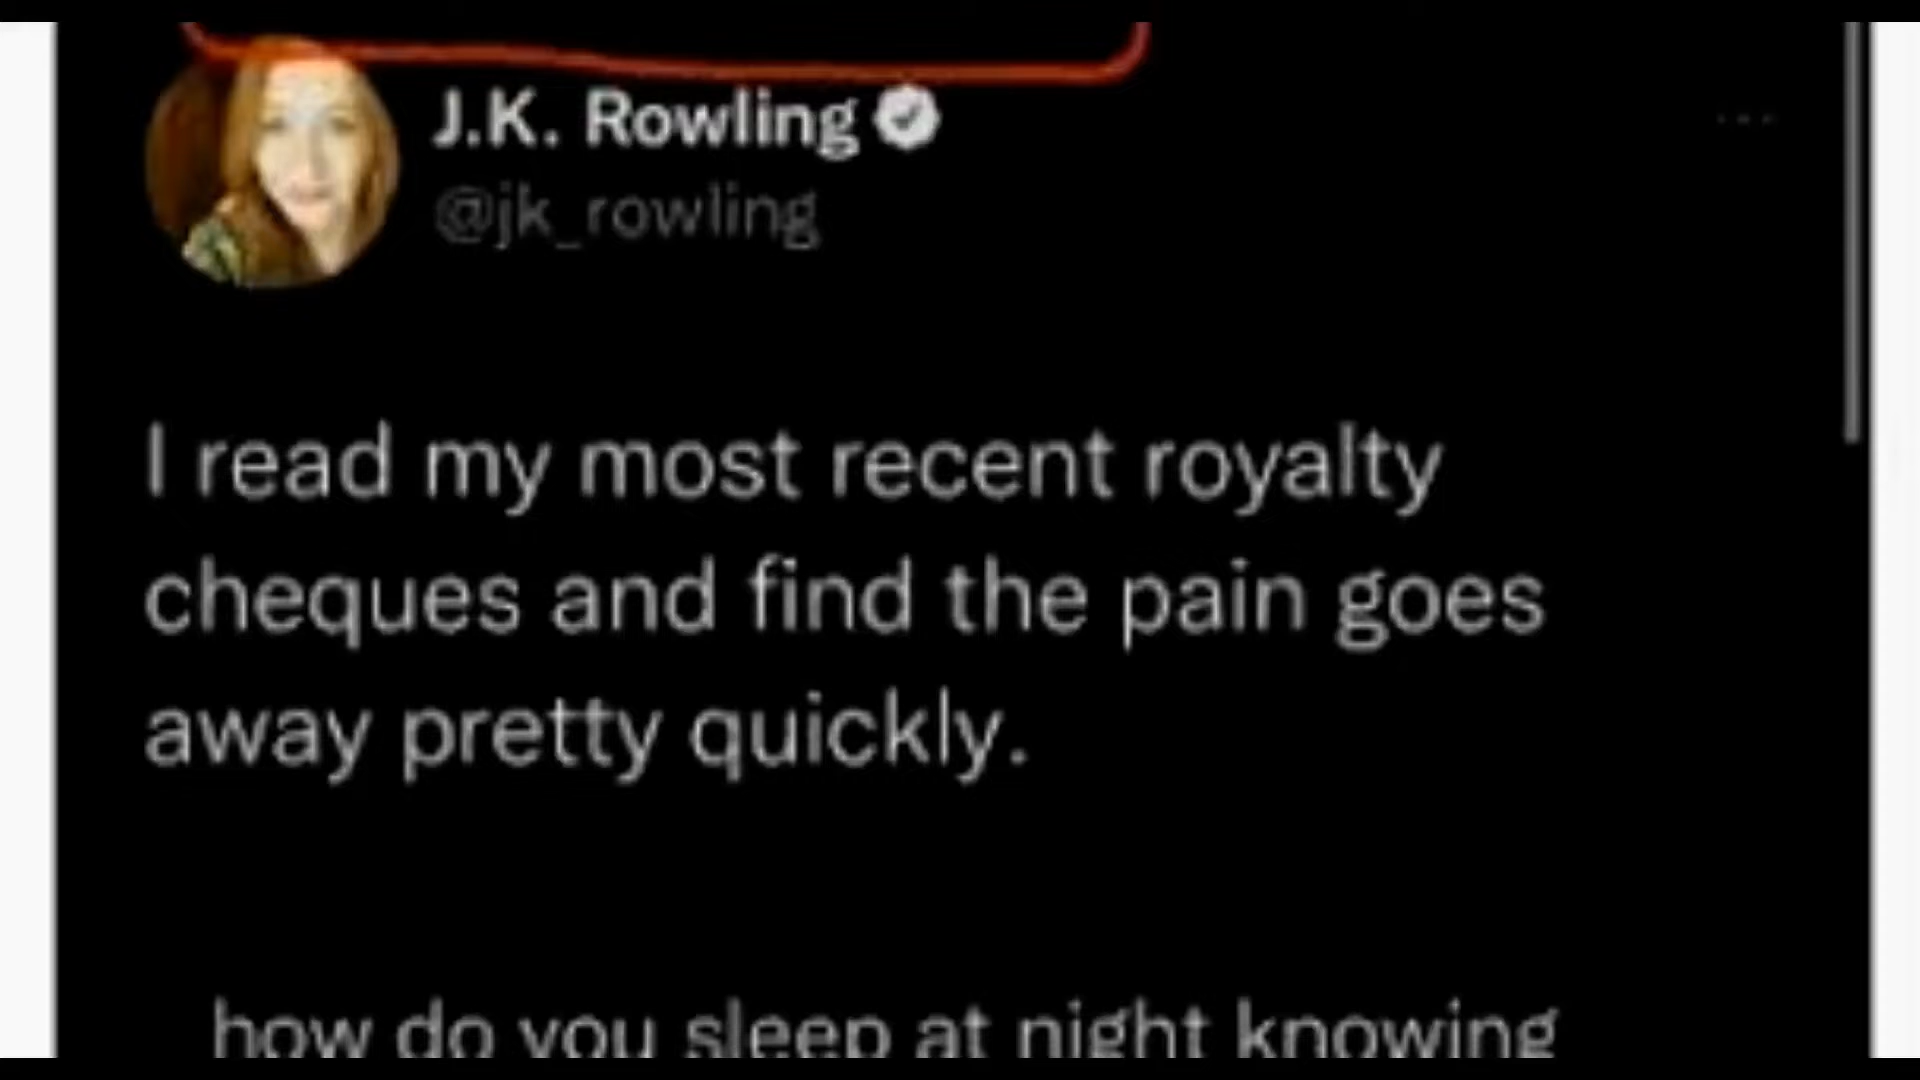 J.K. Rowling
@jk_rowling
I read my most recent royalty
cheques and find the pain goes
away pretty quickly.
how do you sleep at night knowing